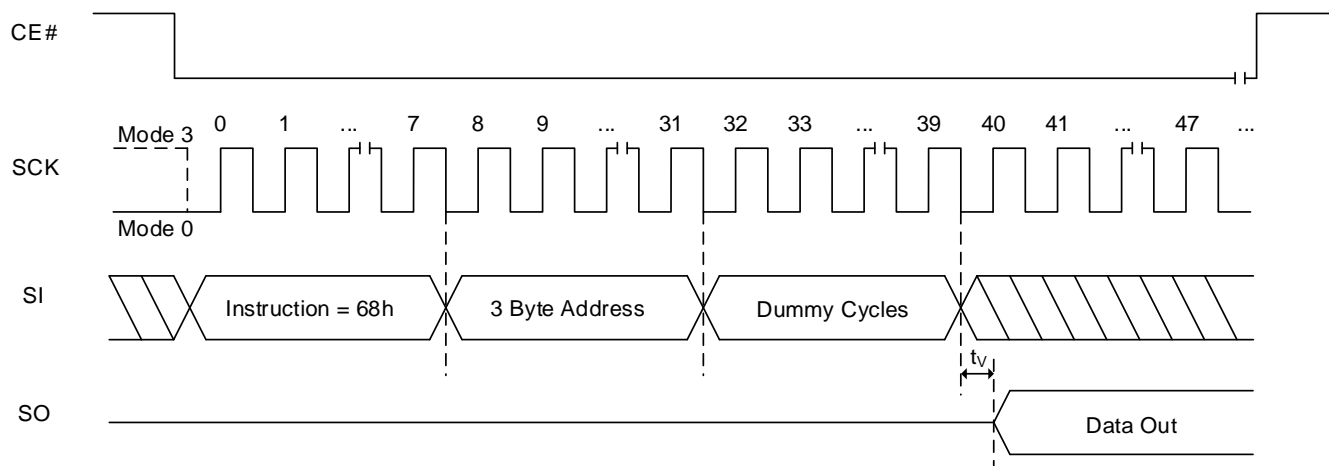 CE#
Mode 3 0 1 ... 7 8 9 ... 31 32 33 ... 39 40 41 ... 47 ...
SCK
Mode 0
SI
Instruction = 68h 3 Byte Address Dummy Cycles
tV
SO
Data Out